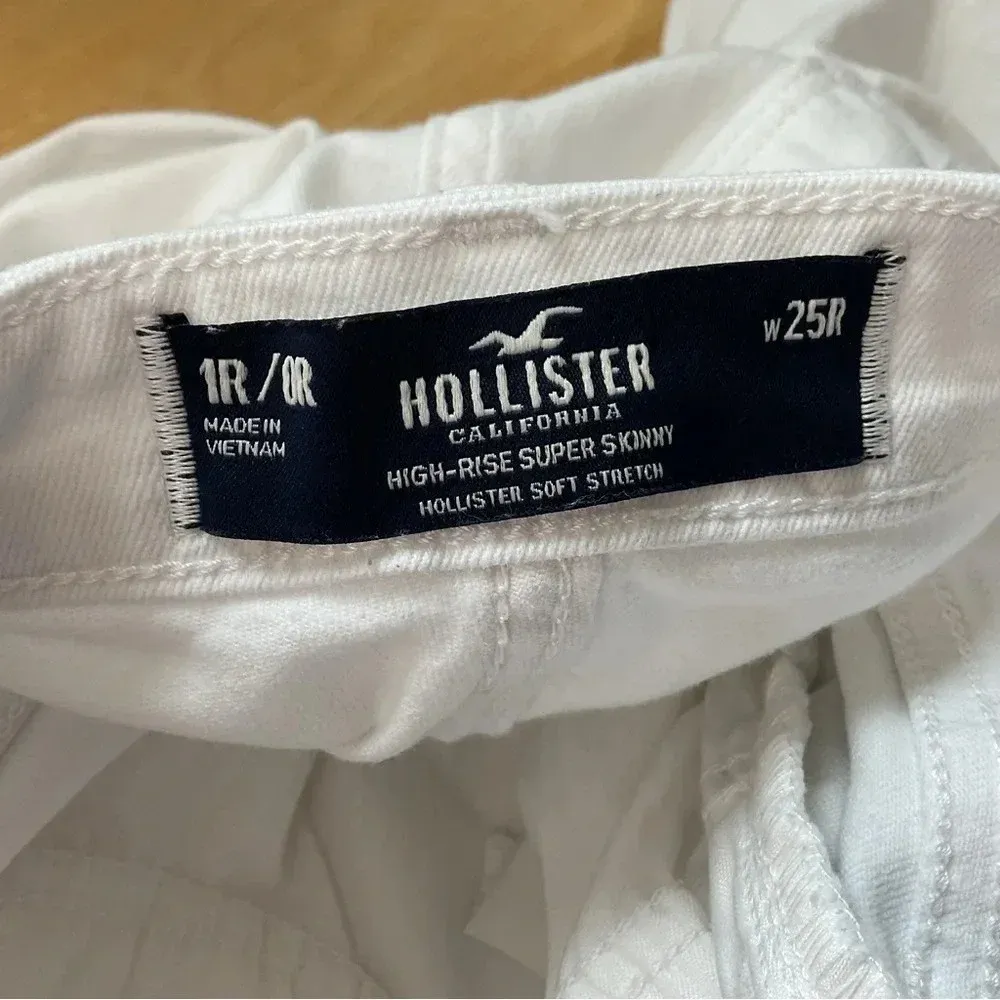 1R/0R
MADE IN
VIETNAM
HOLLISTER
CALIFORNIA
HIGH-RISE SUPER SKINNY
HOLLISTER SOFT STRETCH
W25R